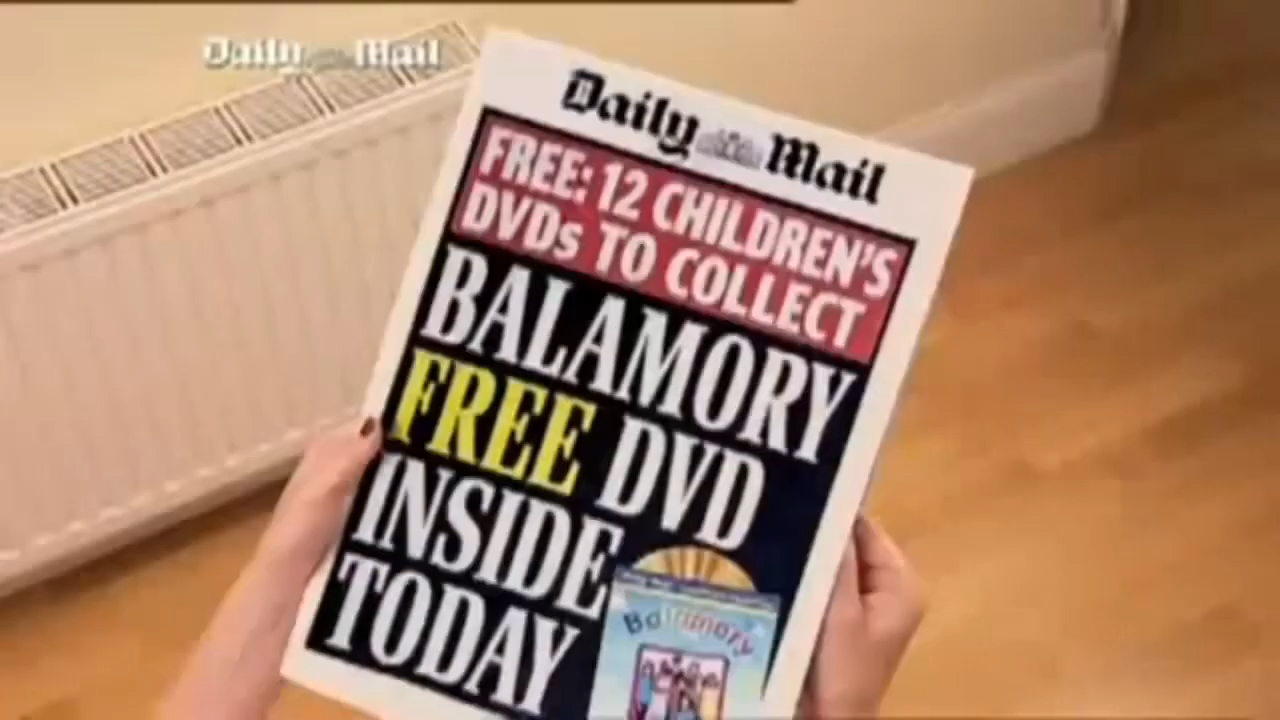 Daily Mail
Daily Mail
FREE: 12 CHILDREN'S
DVDs TO COLLECT
BALAMORY
FREE DVD
INSIDE
TODAY
Balamory